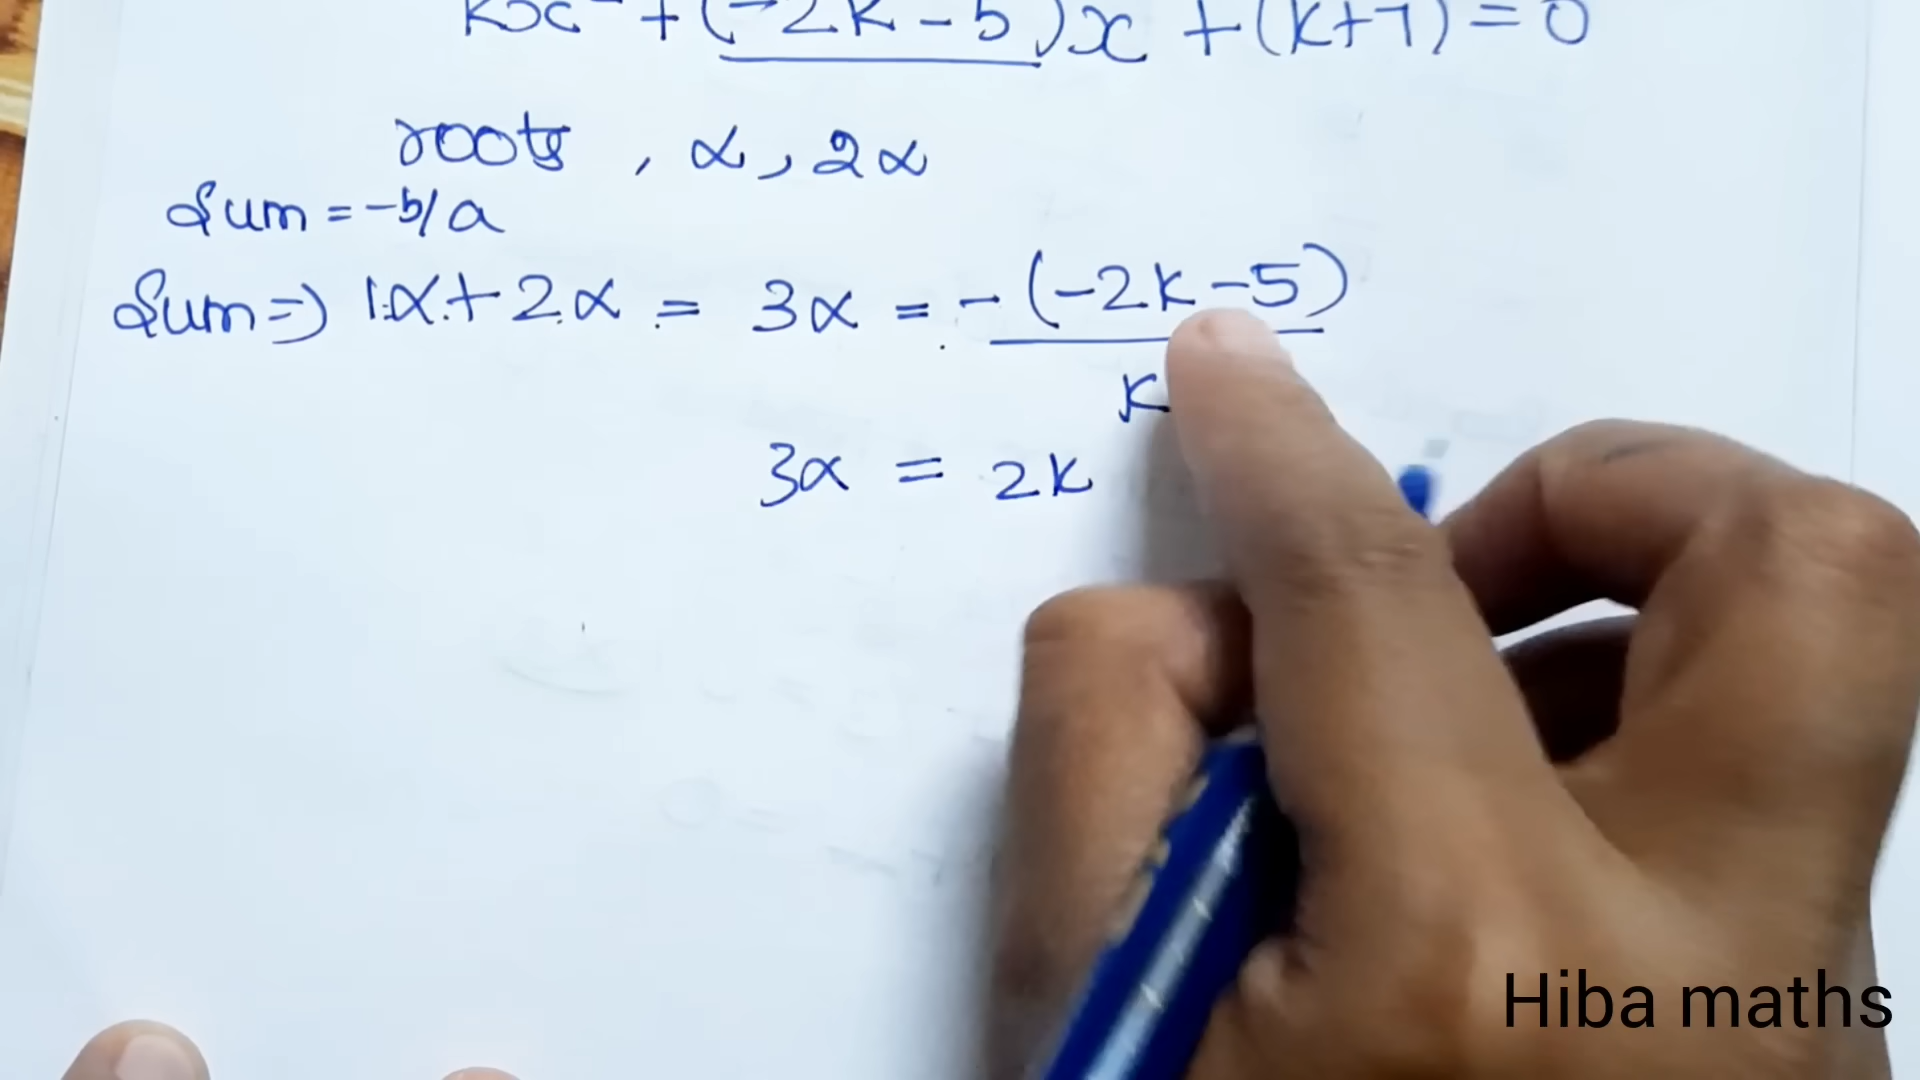 kx² + (-2k-5)x + (k+7) = 0
roots , α, 2α
Sum = -b/a
Sum ⇒ 1α + 2α = 3α = -(-2k-5)
k
3α = 2k
Hiba maths